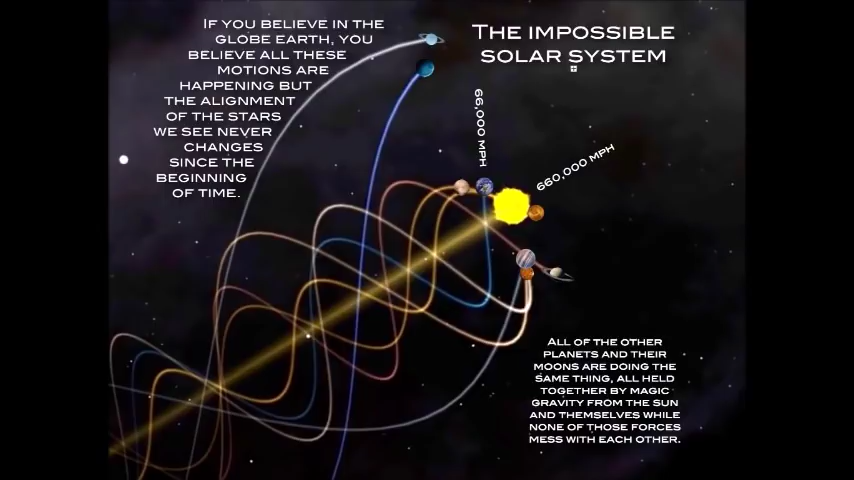 If you believe in the
globe Earth, you
believe all these
motions are
happening but
the alignment
of the stars
we see never
changes
since the
beginning
of time.
The impossible
solar system
66,000 mph
660,000 mph
All of the other
planets and their
moons are doing the
same thing, all held
together by magic
gravity from the sun
and themselves while
none of those forces
mess with each other.